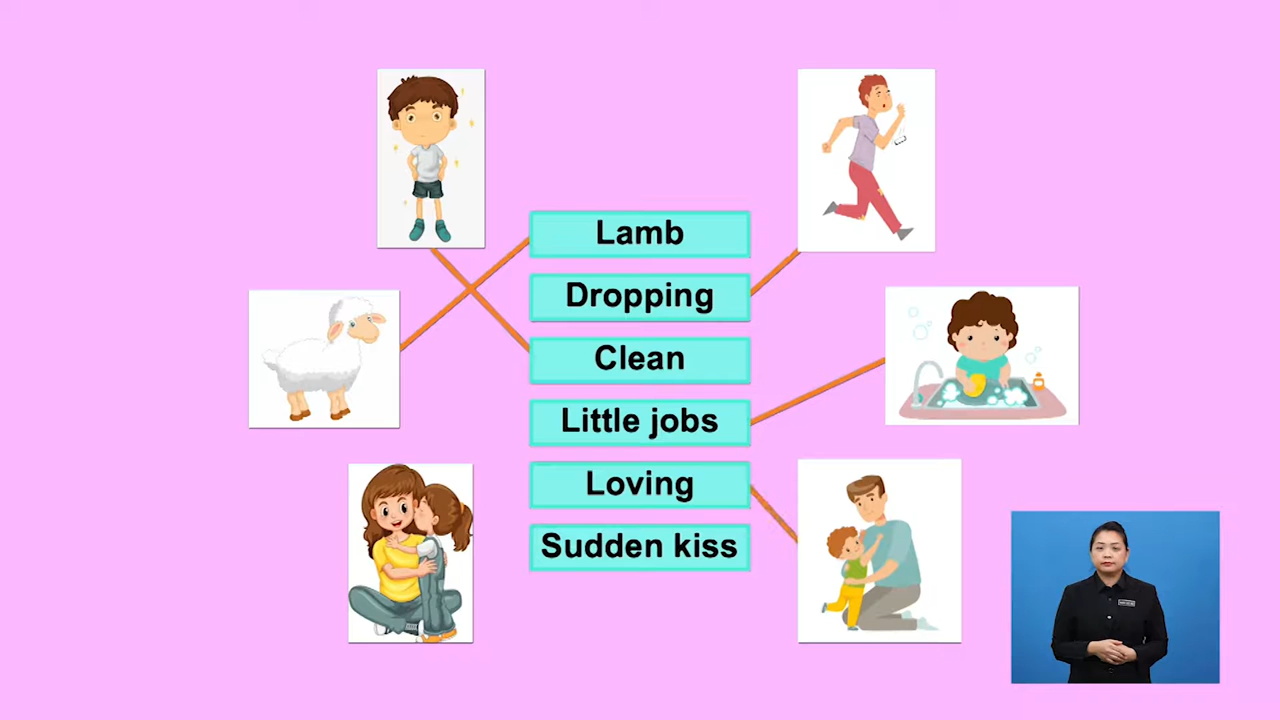 Lamb
Dropping
Clean
Little jobs
Loving
Sudden kiss